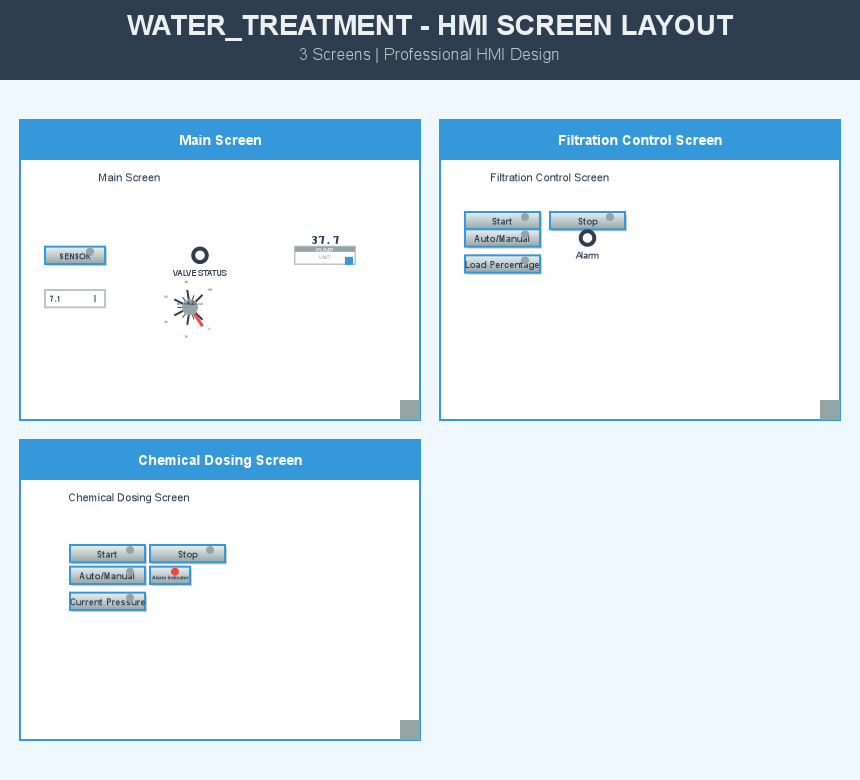 WATER_TREATMENT - HMI SCREEN LAYOUT
3 Screens | Professional HMI Design
Main Screen
Main Screen
SENSOR
VALVE STATUS
37.7
PUMP
UNIT
7.1
Filtration Control Screen
Filtration Control Screen
Start
Stop
Auto/Manual
Alarm
Load Percentage
Chemical Dosing Screen
Chemical Dosing Screen
Start
Stop
Auto/Manual
Alarm Indicator
Current Pressure